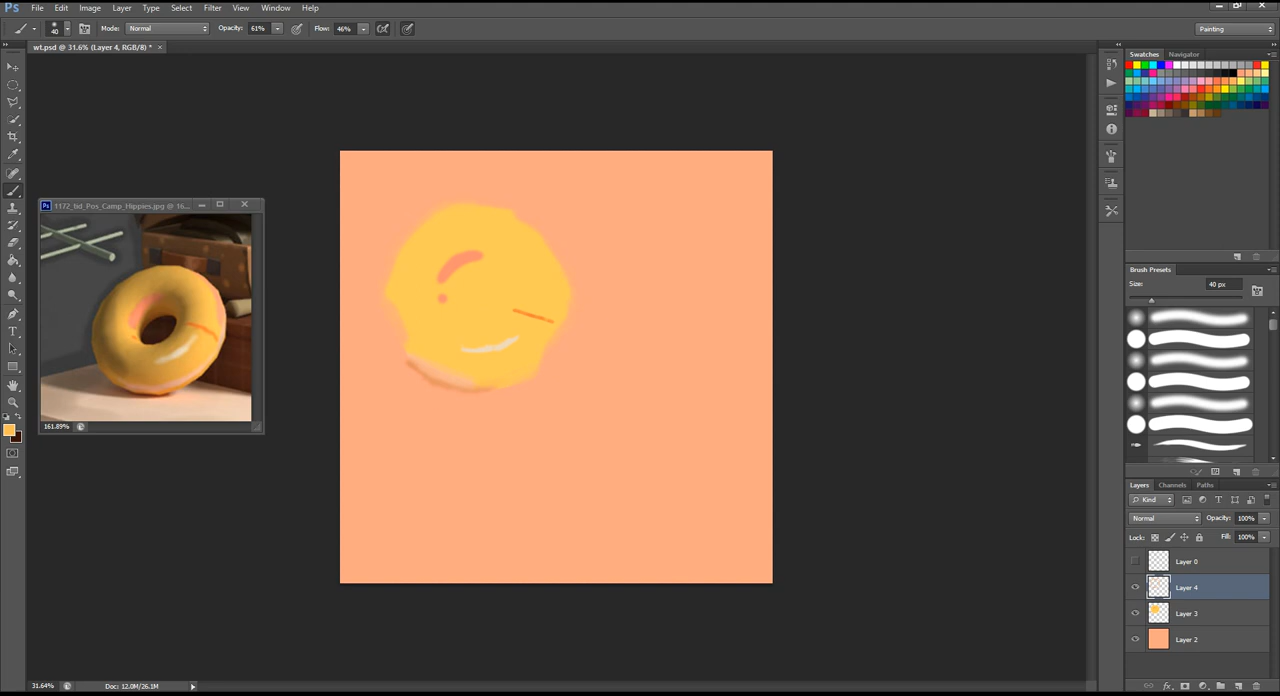 Ps File Edit Image Layer Type Select Filter View Window Help
40 Mode: Normal Opacity: 61% Flow: 46% Painting
wt.psd @ 31.6% (Layer 4, RGB/8) * ×
Swatches Navigator
Ps 1172_tid_Pos_Camp_Hippies.jpg @ 16...
161.89%
Brush Presets
Size: 40 px
Layers Channels Paths
Kind
Normal Opacity: 100%
Lock: Fill: 100%
Layer 0
Layer 4
Layer 3
Layer 2
31.64% Doc: 12.0M/26.1M